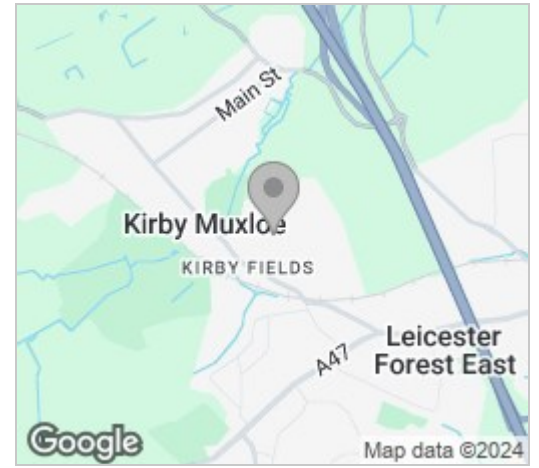 Main St
Kirby Muxloe
KIRBY FIELDS
Leicester
Forest East
A47
Google
Map data ©2024